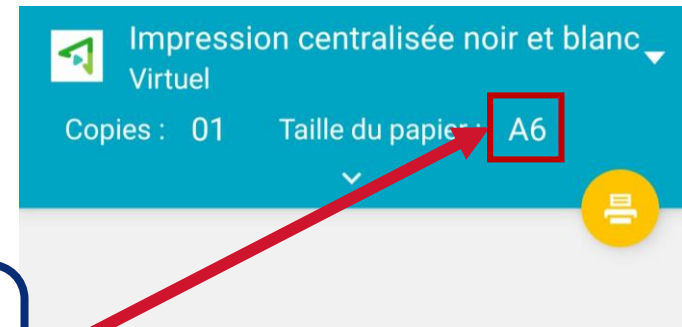 Impression centralisée noir et blanc
Virtuel
Copies : 01 Taille du papier : A6